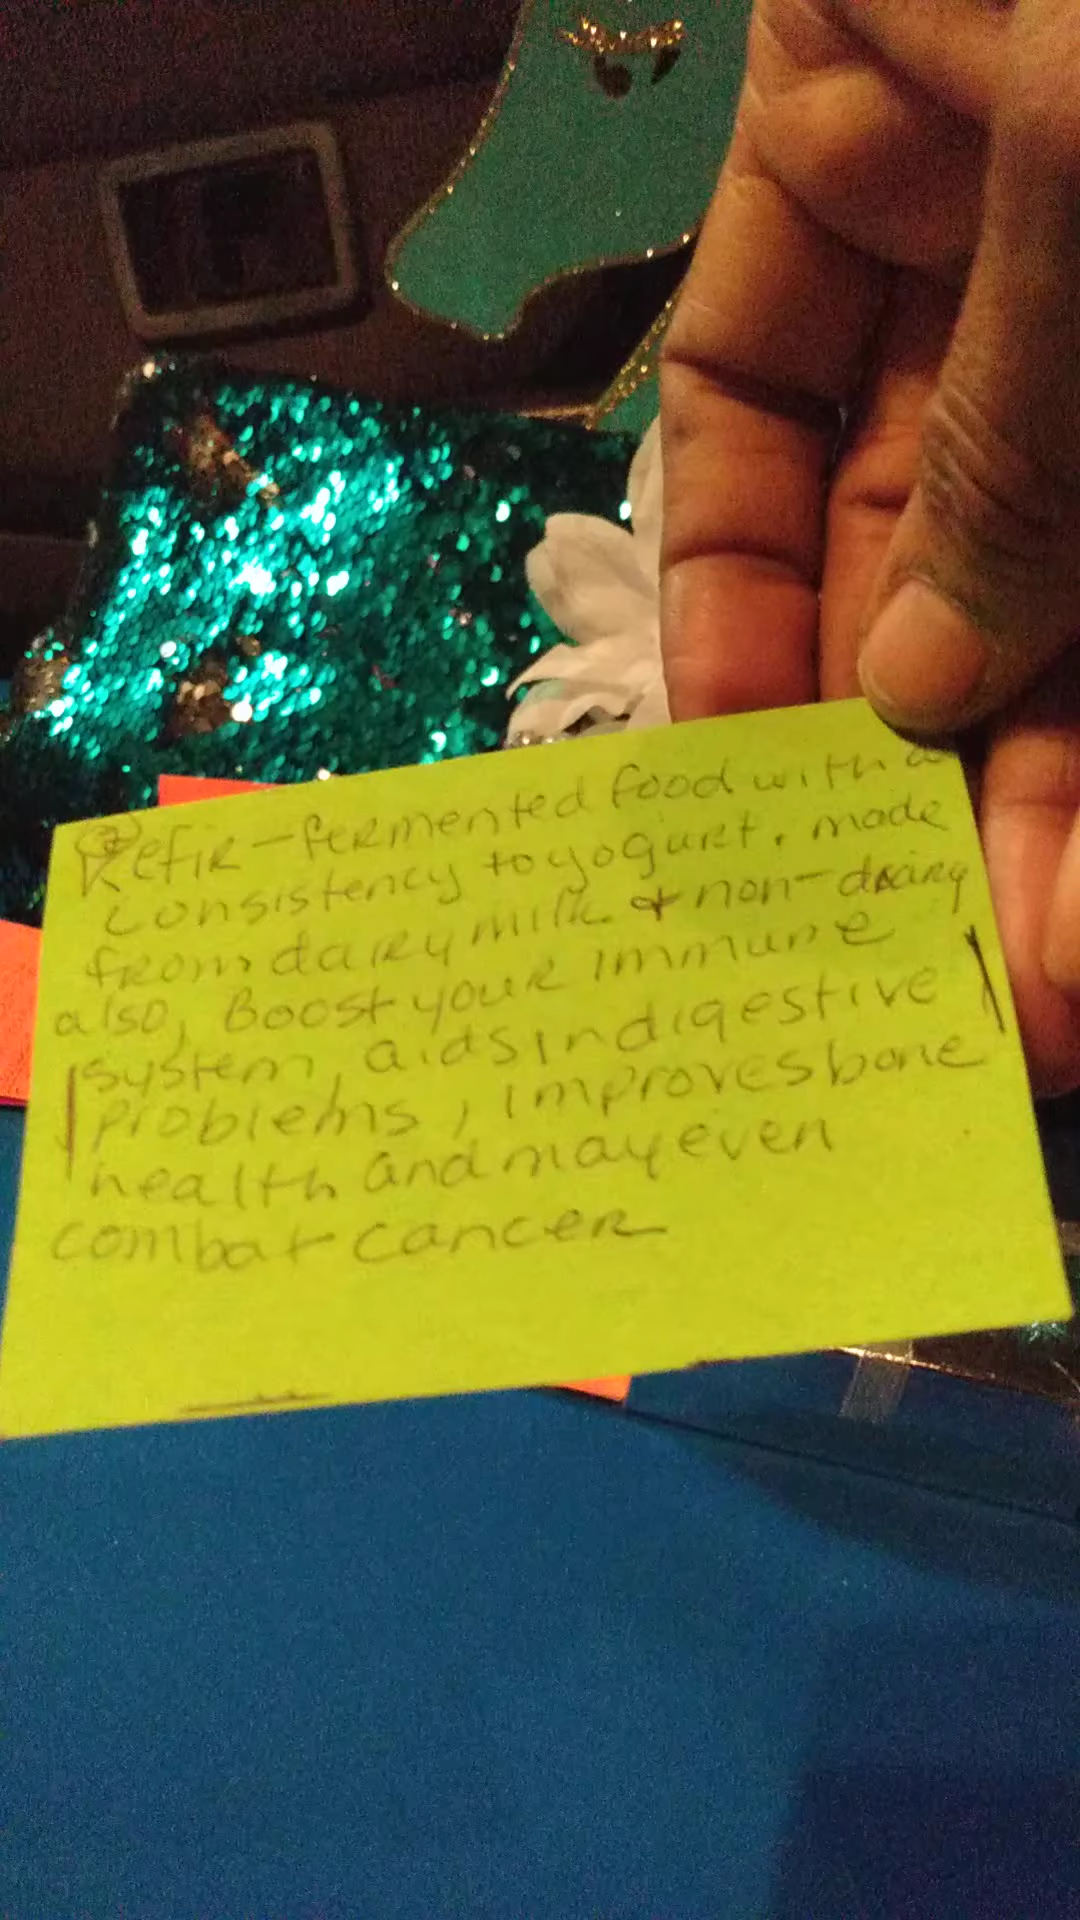 Kefir - fermented food with a
consistency to yogurt. made
from dairy milk & non-dairy
also, Boost your immune
system, aids in digestive
problems, improves bone
health and may even
combat cancer